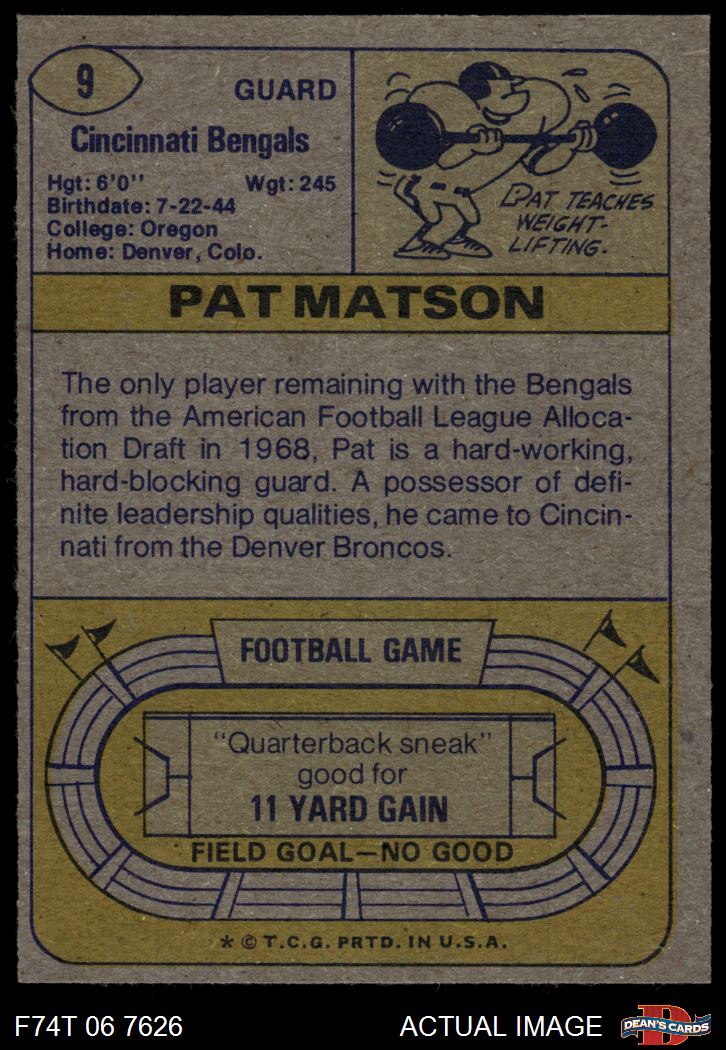 9
GUARD
Cincinnati Bengals
Hgt: 6'0" Wgt: 245
Birthdate: 7-22-44
College: Oregon
Home: Denver, Colo.
PAT TEACHES
WEIGHT-
LIFTING.
PAT MATSON
The only player remaining with the Bengals
from the American Football League Alloca-
tion Draft in 1968, Pat is a hard-working,
hard-blocking guard. A possessor of defi-
nite leadership qualities, he came to Cincin-
nati from the Denver Broncos.
FOOTBALL GAME
"Quarterback sneak"
good for
11 YARD GAIN
FIELD GOAL—NO GOOD
* © T.C.G. PRTD. IN U.S.A.
F74T 06 7626 ACTUAL IMAGE
D
DEAN'S CARDS